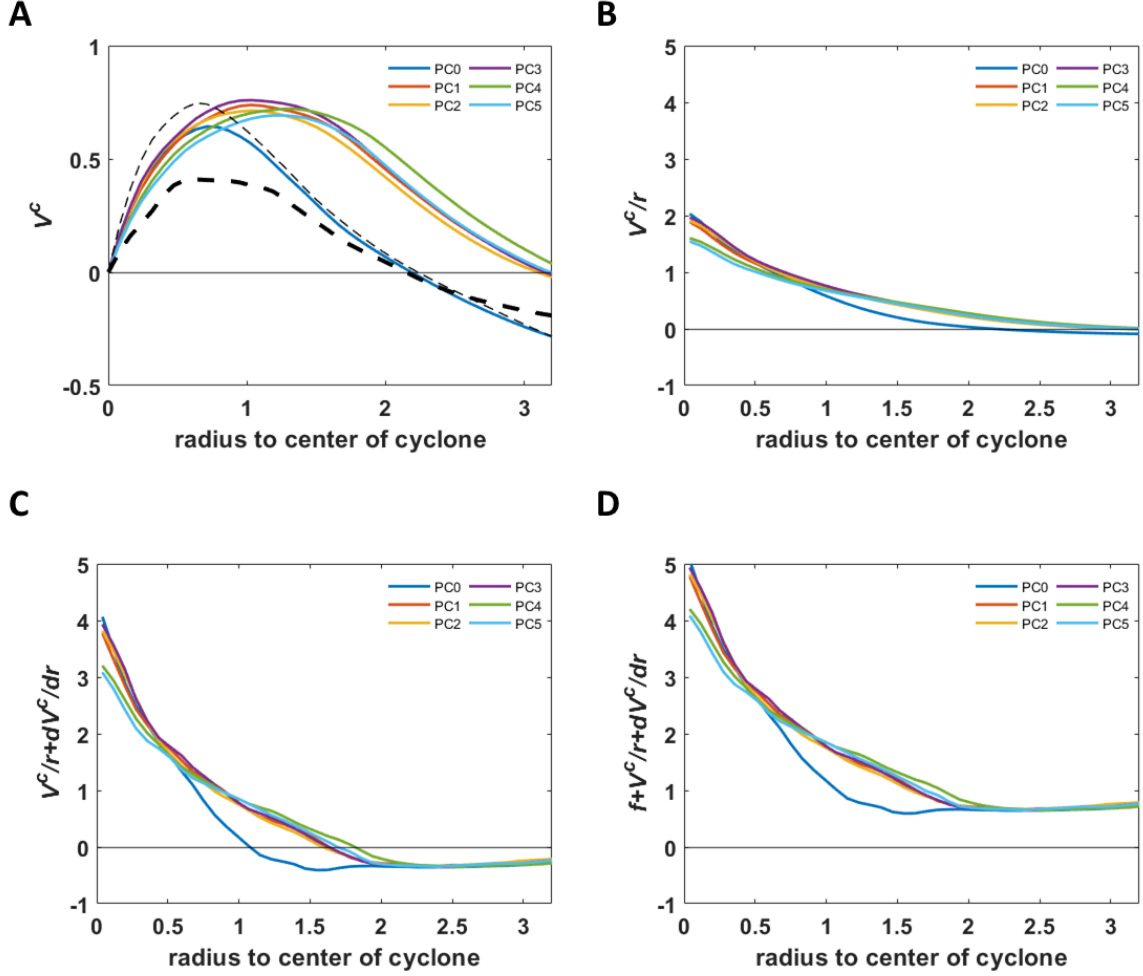 A
1
0.5
0
-0.5
V^c
PC0 PC3
PC1 PC4
PC2 PC5
0 1 2 3
radius to center of cyclone
B
5
4
3
2
1
0
-1
V^c/r
PC0 PC3
PC1 PC4
PC2 PC5
0 0.5 1 1.5 2 2.5 3
radius to center of cyclone
C
5
4
3
2
1
0
-1
V^c/r+dV^c/dr
PC0 PC3
PC1 PC4
PC2 PC5
0 0.5 1 1.5 2 2.5 3
radius to center of cyclone
D
5
4
3
2
1
0
-1
f+V^c/r+dV^c/dr
PC0 PC3
PC1 PC4
PC2 PC5
0 0.5 1 1.5 2 2.5 3
radius to center of cyclone